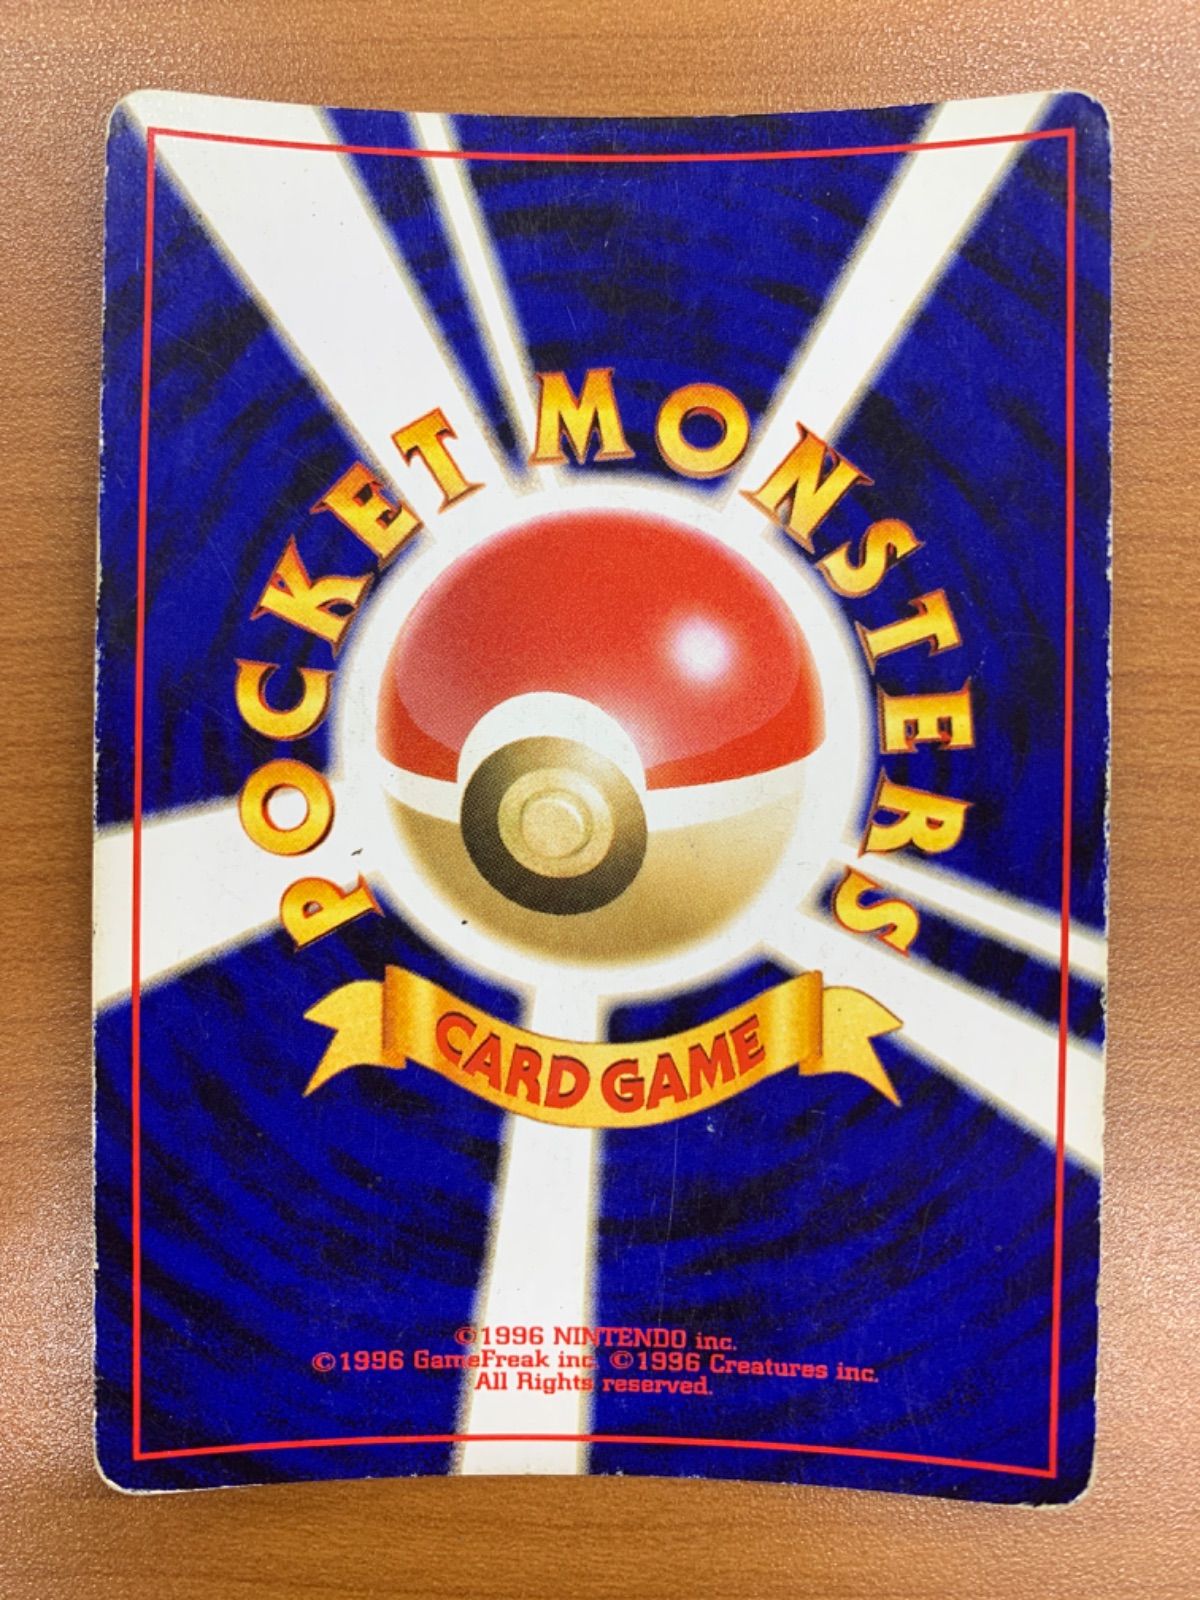 POCKET MONSTERS
CARD GAME
©1996 NINTENDO inc.
©1996 GameFreak inc. ©1996 Creatures inc.
All Rights reserved.